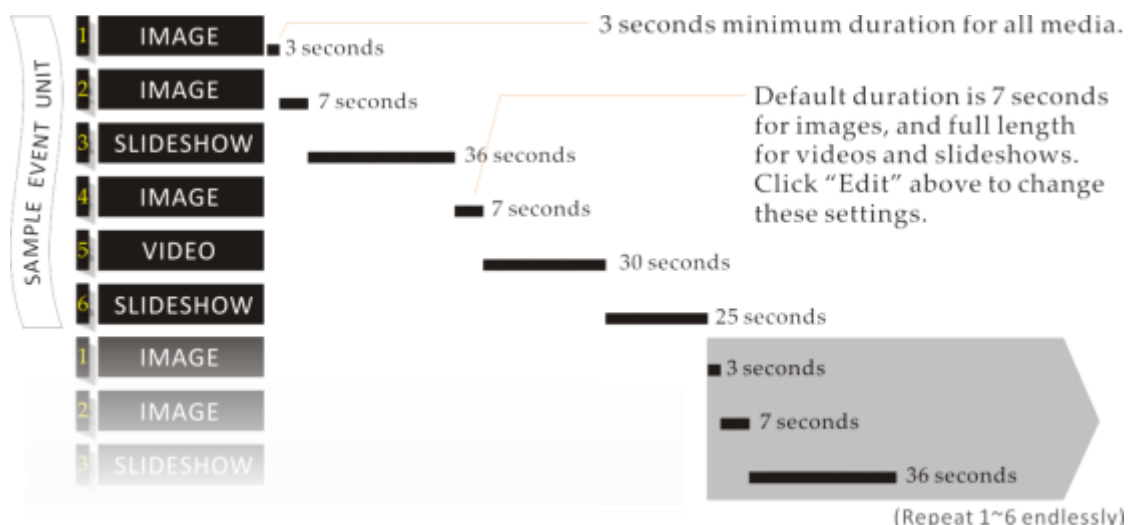 SAMPLE EVENT UNIT
1 IMAGE 3 seconds
3 seconds minimum duration for all media.
2 IMAGE 7 seconds
Default duration is 7 seconds
for images, and full length
for videos and slideshows.
Click “Edit” above to change
these settings.
3 SLIDESHOW 36 seconds
4 IMAGE 7 seconds
5 VIDEO 30 seconds
6 SLIDESHOW 25 seconds
1 IMAGE 3 seconds
2 IMAGE 7 seconds
3 SLIDESHOW 36 seconds
(Repeat 1~6 endlessly)